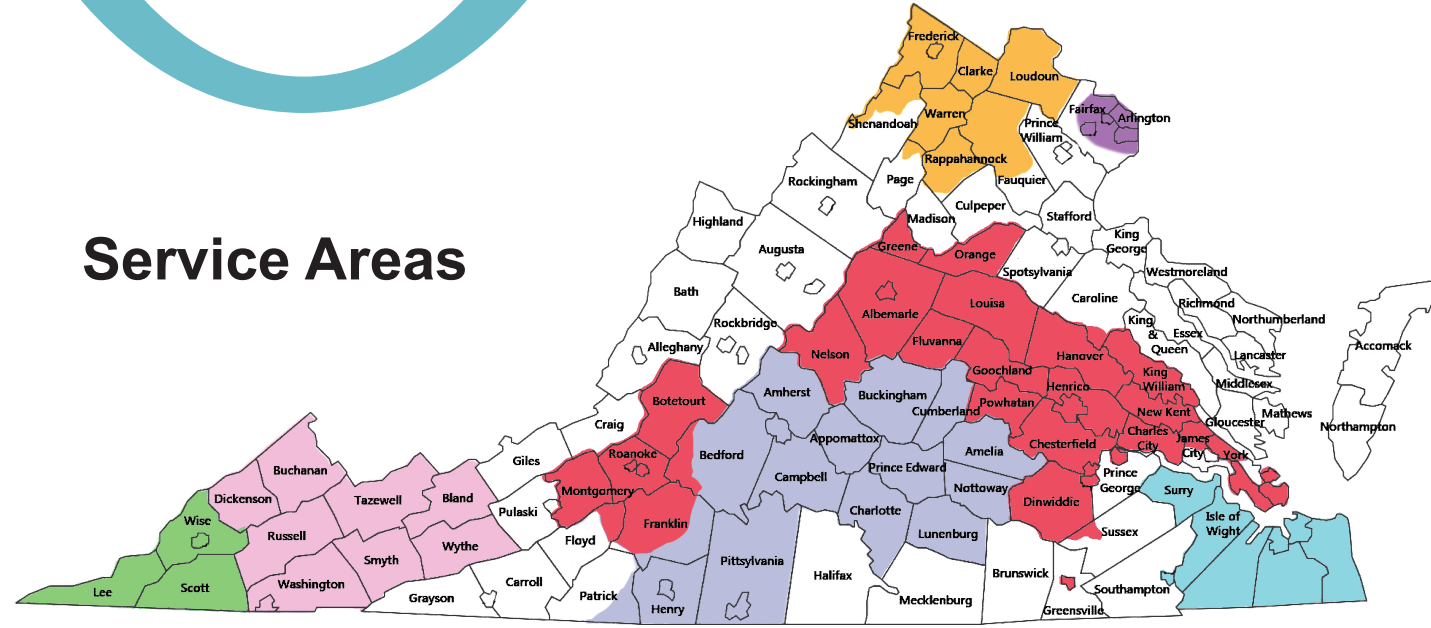 Service Areas
Frederick
Clarke
Loudoun
Shenandoah
Warren
Fairfax
Arlington
Prince
William
Rappahannock
Fauquier
Rockingham
Page
Culpeper
Stafford
Highland
Madison
King
George
Augusta
Greene
Orange
Spotsylvania
Westmoreland
Bath
Albemarle
Louisa
Caroline
Richmond
Northumberland
Rockbridge
King
&
Queen
Essex
Alleghany
Nelson
Fluvanna
Hanover
Lancaster
Accomack
Goochland
Henrico
King
William
Middlesex
Botetourt
Amherst
Buckingham
Cumberland
Powhatan
New Kent
Mathews
Gloucester
Northampton
Craig
Appomattox
Chesterfield
Charles
City
James
City
York
Giles
Roanoke
Bedford
Amelia
Buchanan
Prince Edward
Prince
George
Dickenson
Tazewell
Bland
Montgomery
Campbell
Nottoway
Surry
Pulaski
Charlotte
Dinwiddie
Wise
Russell
Franklin
Isle of
Wight
Floyd
Lunenburg
Sussex
Smyth
Wythe
Pittsylvania
Lee
Scott
Washington
Carroll
Halifax
Brunswick
Southampton
Grayson
Patrick
Henry
Mecklenburg
Greensville